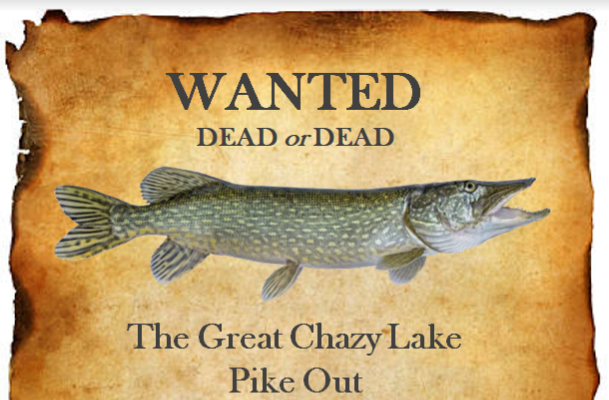 WANTED
DEAD or DEAD
The Great Chazy Lake
Pike Out